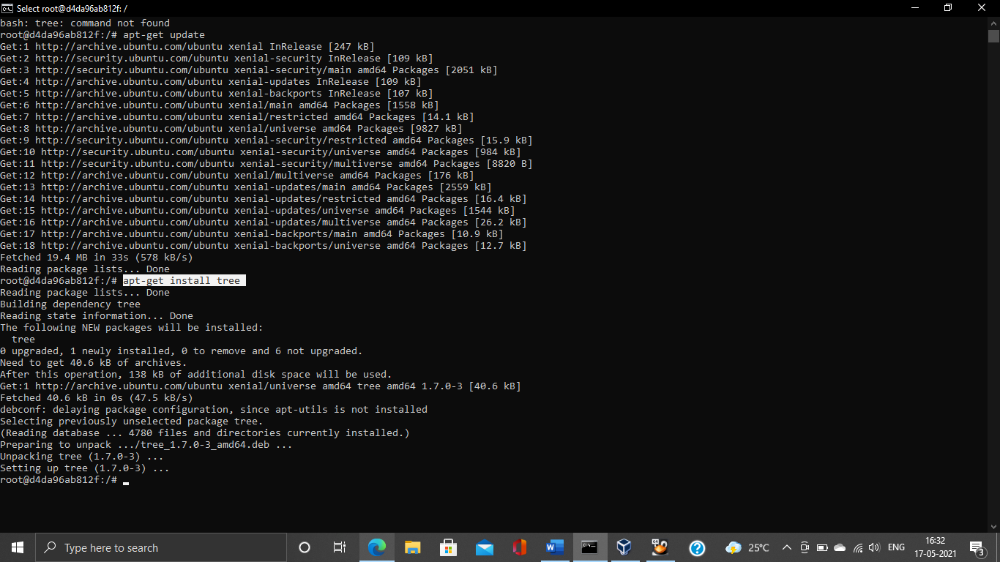 Select root@d4da96ab812f: /
bash: tree: command not found
root@d4da96ab812f:/# apt-get update
Get:1 http://archive.ubuntu.com/ubuntu xenial InRelease [247 kB]
Get:2 http://security.ubuntu.com/ubuntu xenial-security InRelease [109 kB]
Get:3 http://security.ubuntu.com/ubuntu xenial-security/main amd64 Packages [2051 kB]
Get:4 http://archive.ubuntu.com/ubuntu xenial-updates InRelease [109 kB]
Get:5 http://archive.ubuntu.com/ubuntu xenial-backports InRelease [107 kB]
Get:6 http://archive.ubuntu.com/ubuntu xenial/main amd64 Packages [1558 kB]
Get:7 http://archive.ubuntu.com/ubuntu xenial/restricted amd64 Packages [14.1 kB]
Get:8 http://archive.ubuntu.com/ubuntu xenial/universe amd64 Packages [9827 kB]
Get:9 http://security.ubuntu.com/ubuntu xenial-security/restricted amd64 Packages [15.9 kB]
Get:10 http://security.ubuntu.com/ubuntu xenial-security/universe amd64 Packages [984 kB]
Get:11 http://security.ubuntu.com/ubuntu xenial-security/multiverse amd64 Packages [8820 B]
Get:12 http://archive.ubuntu.com/ubuntu xenial/multiverse amd64 Packages [176 kB]
Get:13 http://archive.ubuntu.com/ubuntu xenial-updates/main amd64 Packages [2559 kB]
Get:14 http://archive.ubuntu.com/ubuntu xenial-updates/restricted amd64 Packages [16.4 kB]
Get:15 http://archive.ubuntu.com/ubuntu xenial-updates/universe amd64 Packages [1544 kB]
Get:16 http://archive.ubuntu.com/ubuntu xenial-updates/multiverse amd64 Packages [26.2 kB]
Get:17 http://archive.ubuntu.com/ubuntu xenial-backports/main amd64 Packages [10.9 kB]
Get:18 http://archive.ubuntu.com/ubuntu xenial-backports/universe amd64 Packages [12.7 kB]
Fetched 19.4 MB in 33s (578 kB/s)
Reading package lists... Done
root@d4da96ab812f:/# apt-get install tree
Reading package lists... Done
Building dependency tree
Reading state information... Done
The following NEW packages will be installed:
  tree
0 upgraded, 1 newly installed, 0 to remove and 6 not upgraded.
Need to get 40.6 kB of archives.
After this operation, 138 kB of additional disk space will be used.
Get:1 http://archive.ubuntu.com/ubuntu xenial/universe amd64 tree amd64 1.7.0-3 [40.6 kB]
Fetched 40.6 kB in 0s (47.5 kB/s)
debconf: delaying package configuration, since apt-utils is not installed
Selecting previously unselected package tree.
(Reading database ... 4780 files and directories currently installed.)
Preparing to unpack .../tree_1.7.0-3_amd64.deb ...
Unpacking tree (1.7.0-3) ...
Setting up tree (1.7.0-3) ...
root@d4da96ab812f:/#
Type here to search
25°C
ENG
16:32
17-05-2021
3